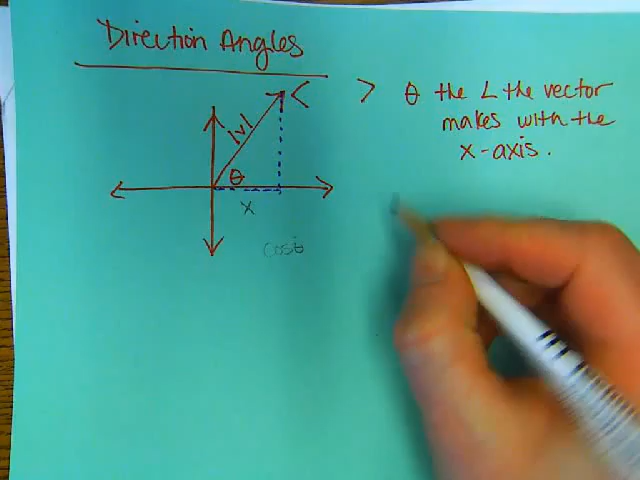 Direction Angles
|v|
< >
θ
x
cosθ
θ the ∠ the vector
makes with the
x-axis.